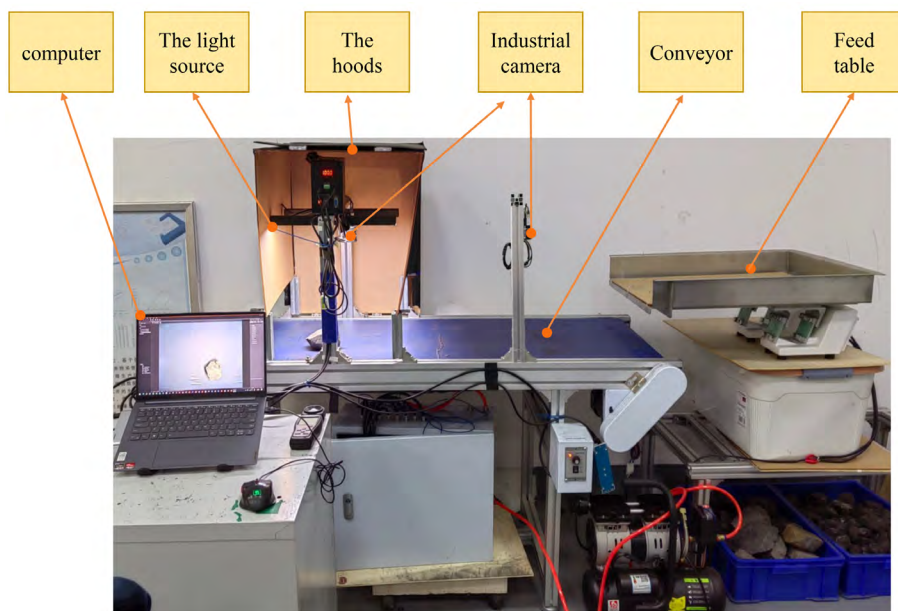 computer
The light
source
The
hoods
Industrial
camera
Conveyor
Feed
table